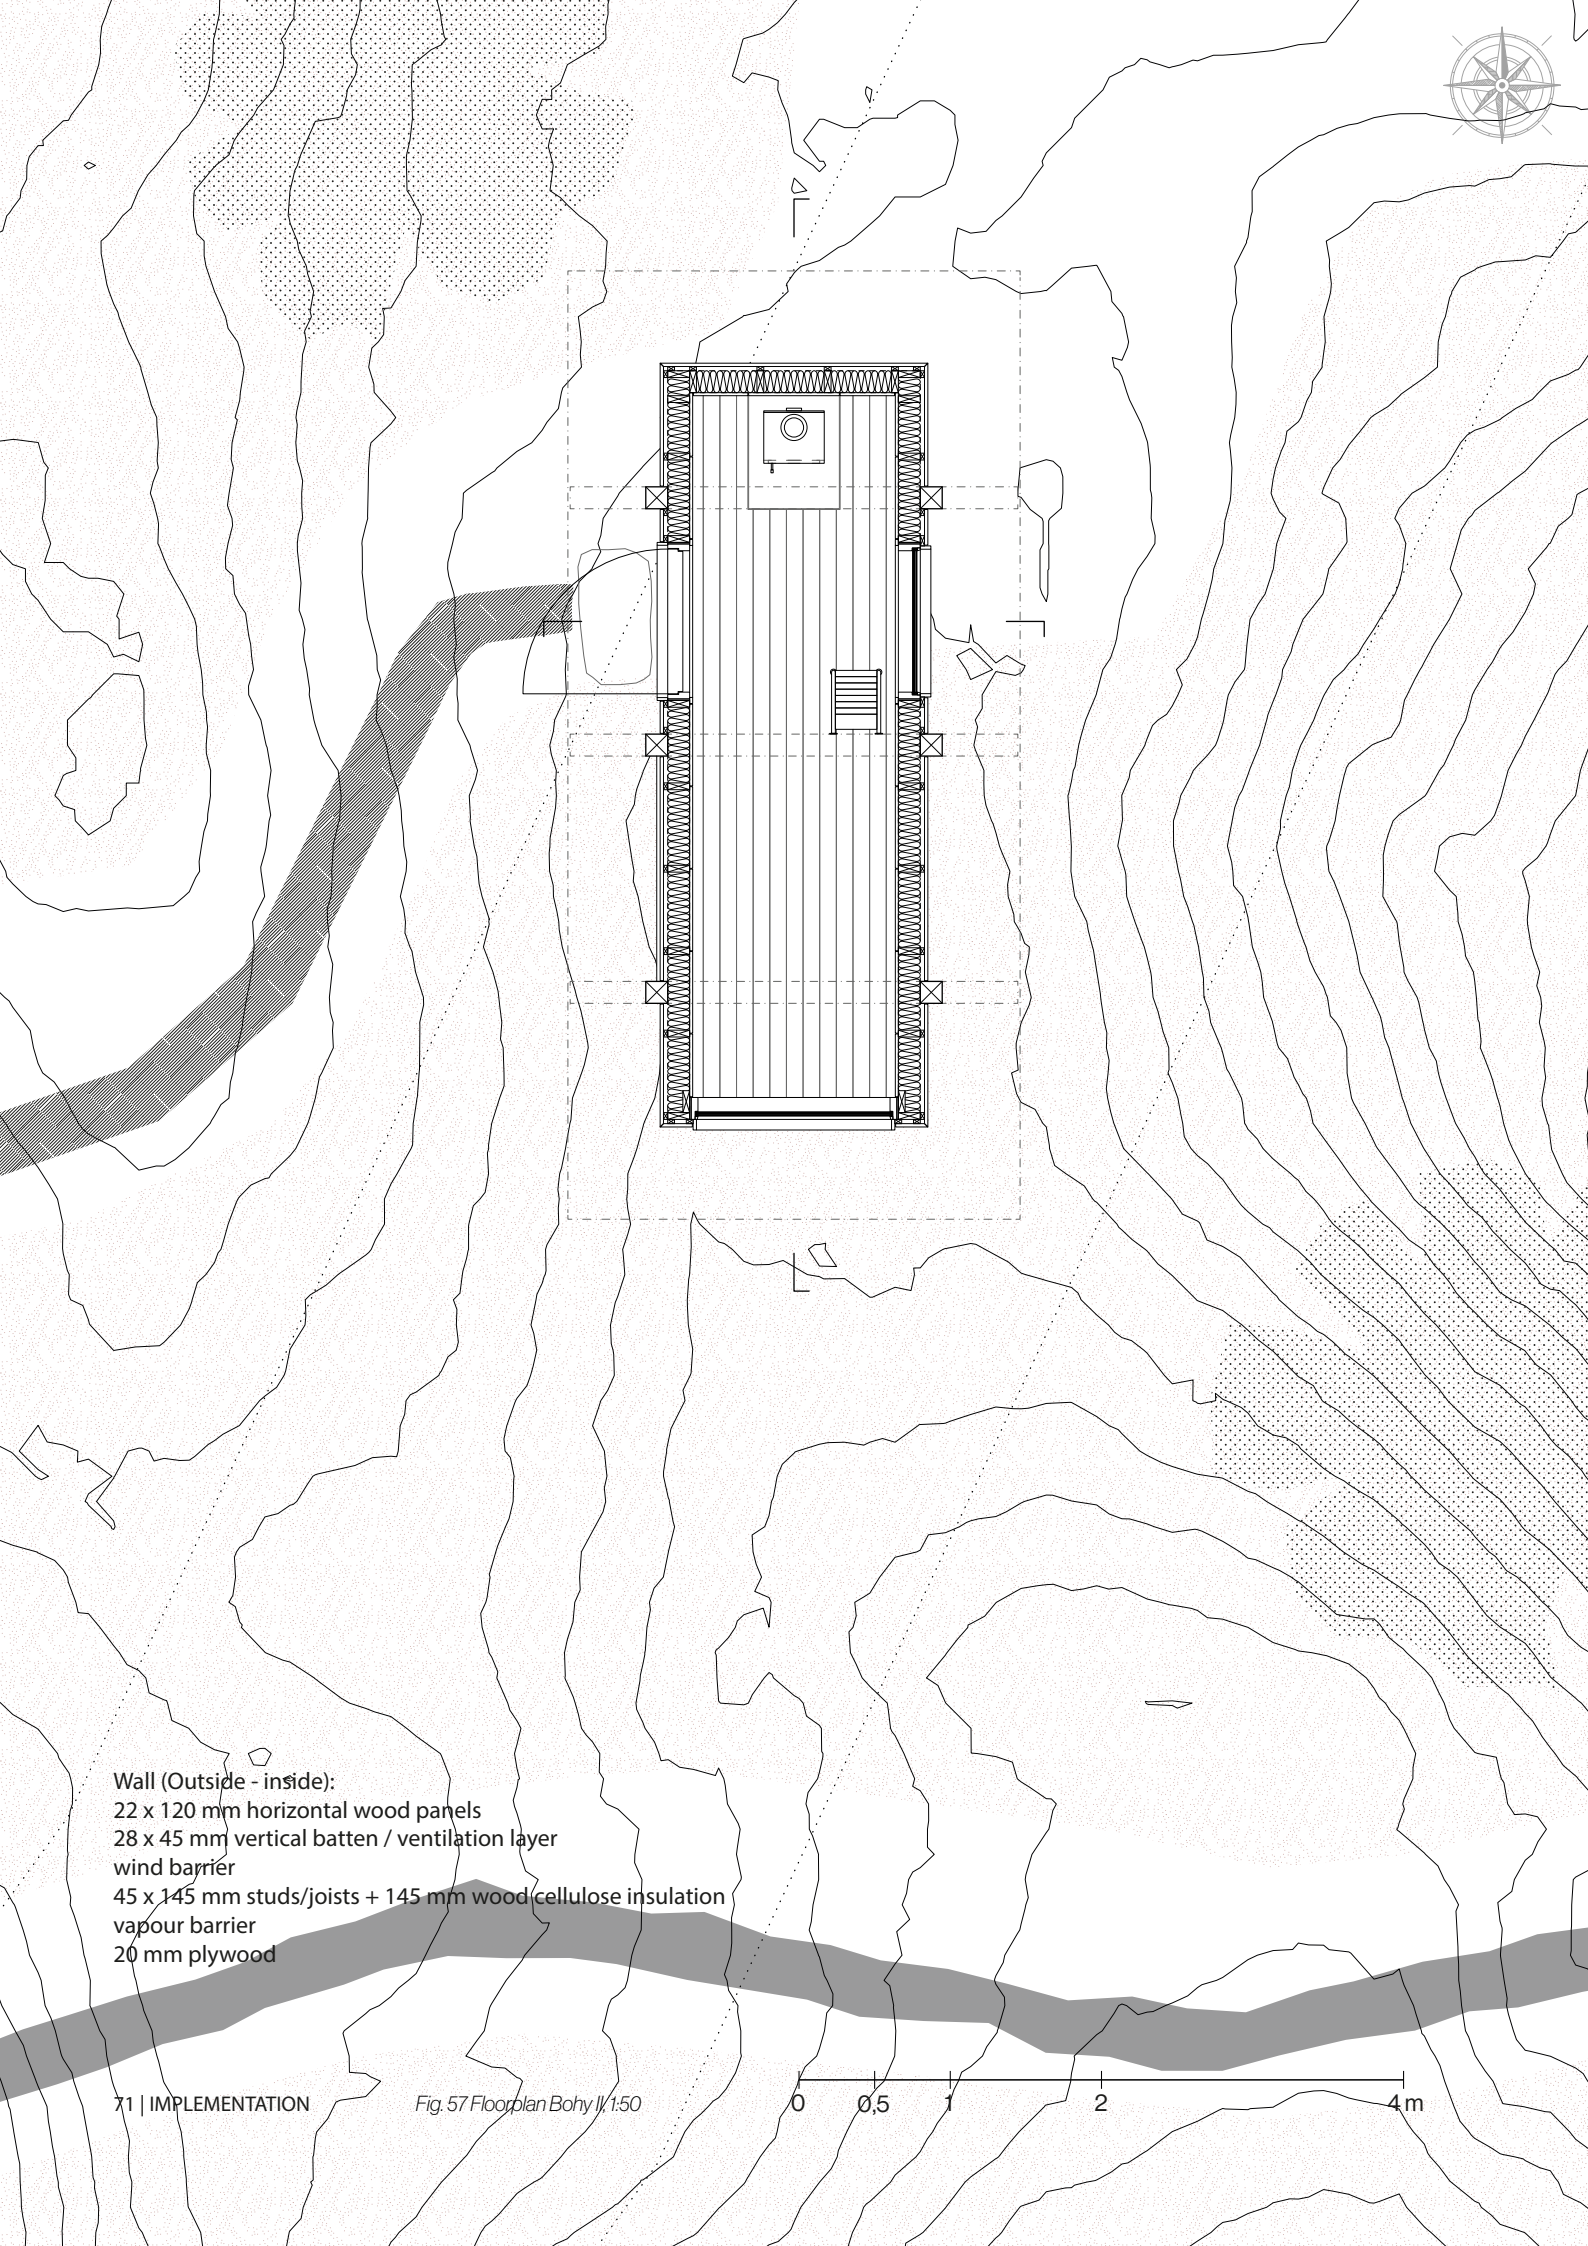 Wall (Outside - inside):
22 x 120 mm horizontal wood panels
28 x 45 mm vertical batten / ventilation layer
wind barrier
45 x 145 mm studs/joists + 145 mm wood cellulose insulation
vapour barrier
20 mm plywood
71 | IMPLEMENTATION
Fig. 57 Floorplan Bohy II, 1:50
0 0,5 1 2 4 m